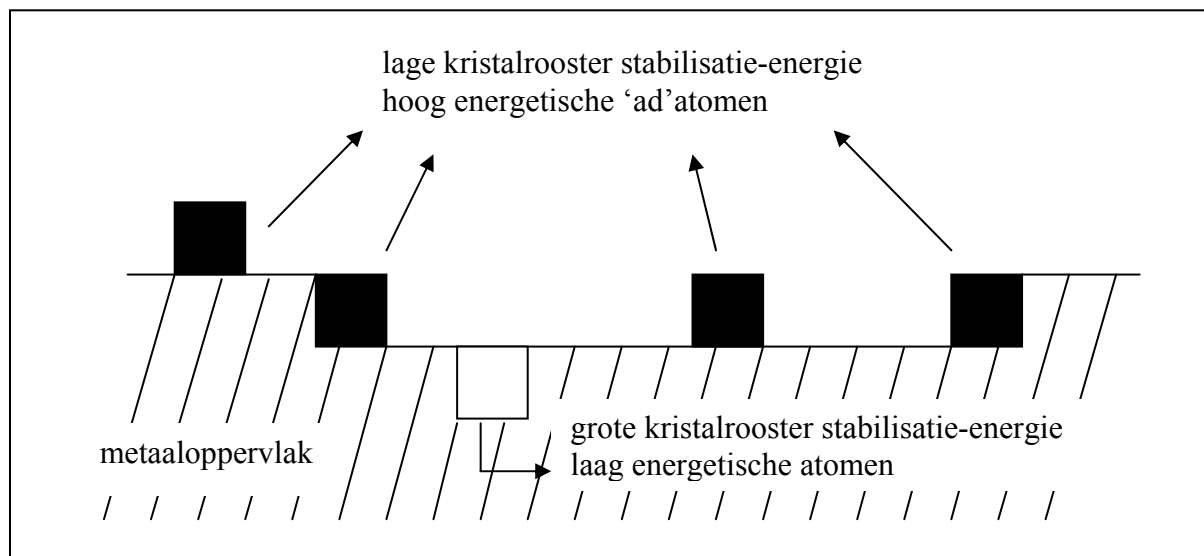 lage kristalrooster stabilisatie-energie
hoog energetische ‘ad’atomen
metaaloppervlak
grote kristalrooster stabilisatie-energie
laag energetische atomen